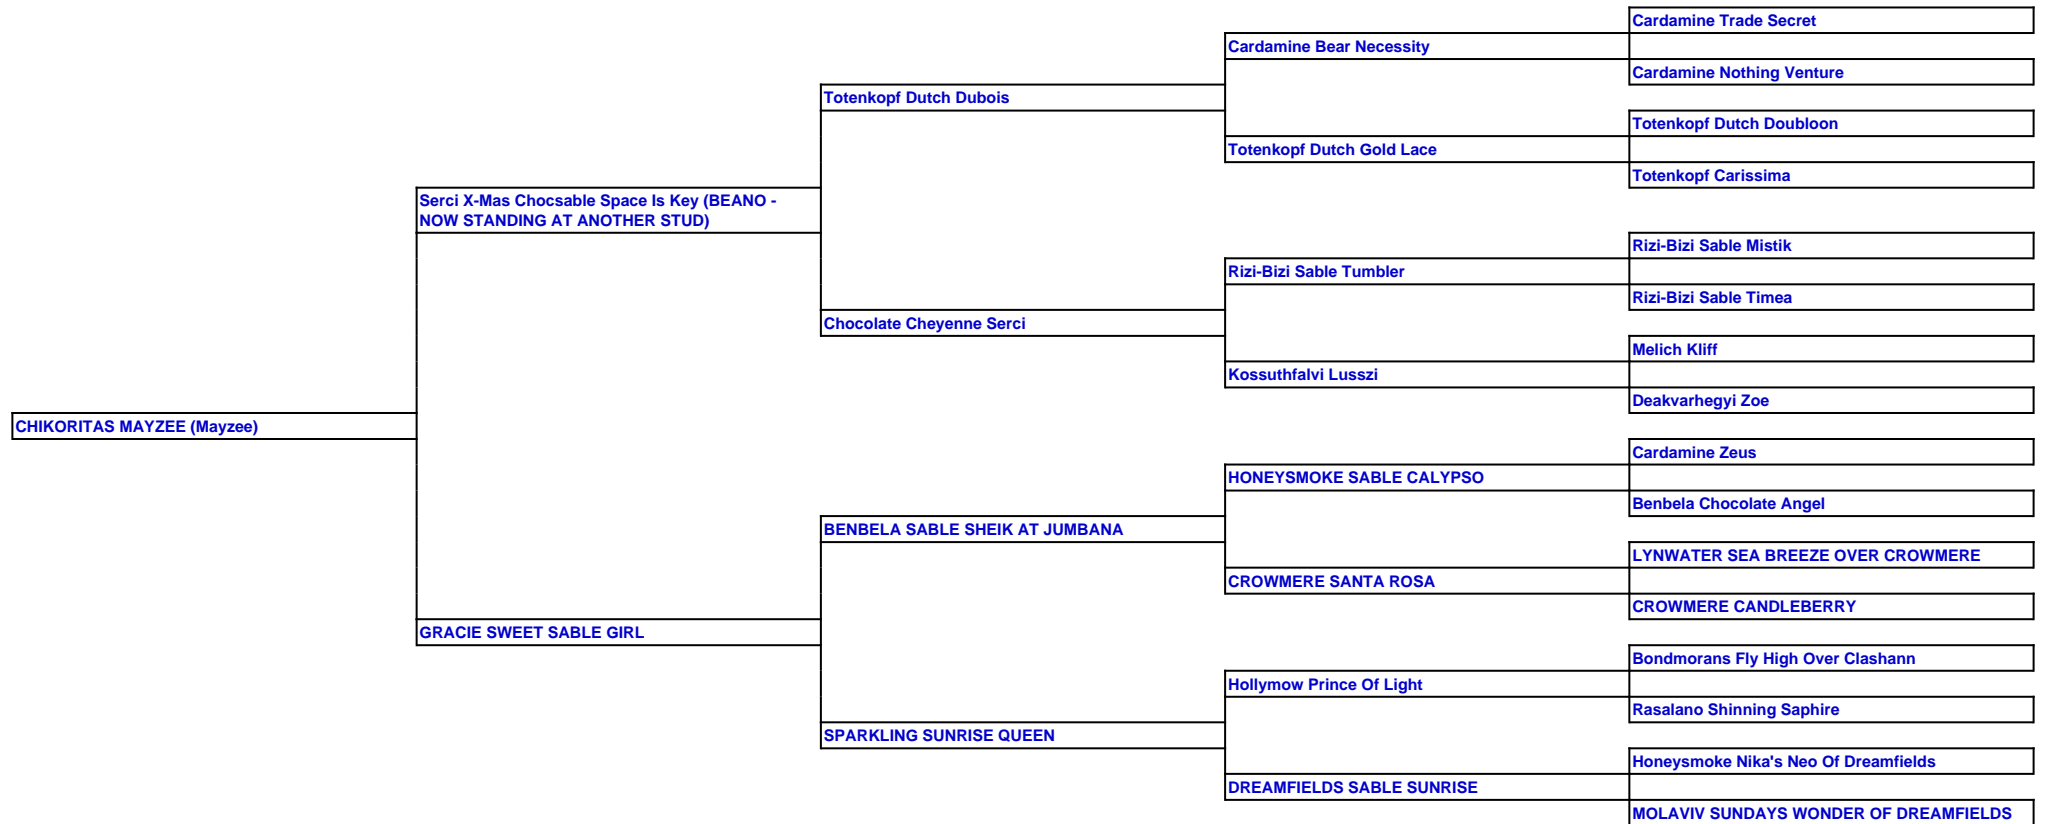 Cardamine Trade Secret
Cardamine Bear Necessity
Cardamine Nothing Venture
Totenkopf Dutch Dubois
Totenkopf Dutch Doubloon
Totenkopf Dutch Gold Lace
Totenkopf Carissima
Serci X-Mas Chocsable Space Is Key (BEANO -
NOW STANDING AT ANOTHER STUD)
Rizi-Bizi Sable Mistik
Rizi-Bizi Sable Tumbler
Rizi-Bizi Sable Timea
Chocolate Cheyenne Serci
Melich Kliff
Kossuthfalvi Lusszi
Deakvarhegyi Zoe
CHIKORITAS MAYZEE (Mayzee)
Cardamine Zeus
HONEYSMOKE SABLE CALYPSO
Benbela Chocolate Angel
BENBELA SABLE SHEIK AT JUMBANA
LYNWATER SEA BREEZE OVER CROWMERE
CROWMERE SANTA ROSA
CROWMERE CANDLEBERRY
GRACIE SWEET SABLE GIRL
Bondmorans Fly High Over Clashann
Hollymow Prince Of Light
Rasalano Shinning Saphire
SPARKLING SUNRISE QUEEN
Honeysmoke Nika's Neo Of Dreamfields
DREAMFIELDS SABLE SUNRISE
MOLAVIV SUNDAYS WONDER OF DREAMFIELDS